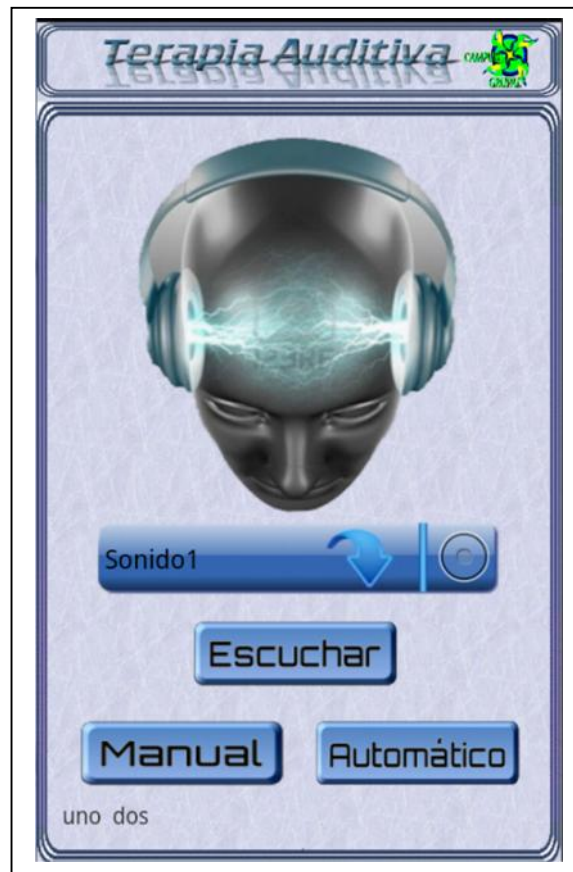 Terapia Auditiva
Sonido1
Escuchar
Manual
Automático
uno dos